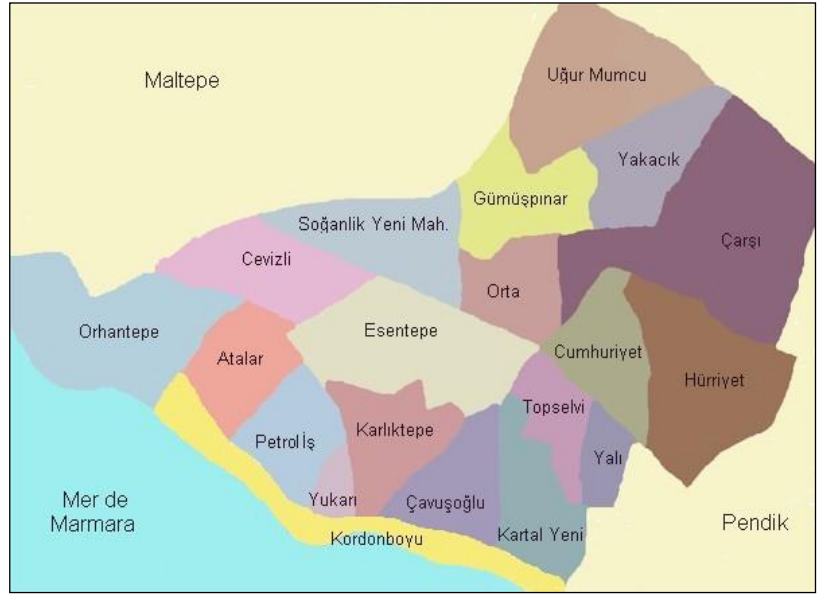 Uğur Mumcu
Maltepe
Yakacık
Gümüşpınar
Soğanlik Yeni Mah.
Çarşı
Cevizli
Orta
Orhantepe
Esentepe
Atalar
Cumhuriyet
Hürriyet
Topselvi
Karlıktepe
Petrol İş
Yalı
Yukarı
Çavuşoğlu
Mer de
Marmara
Pendik
Kartal Yeni
Kordonboyu